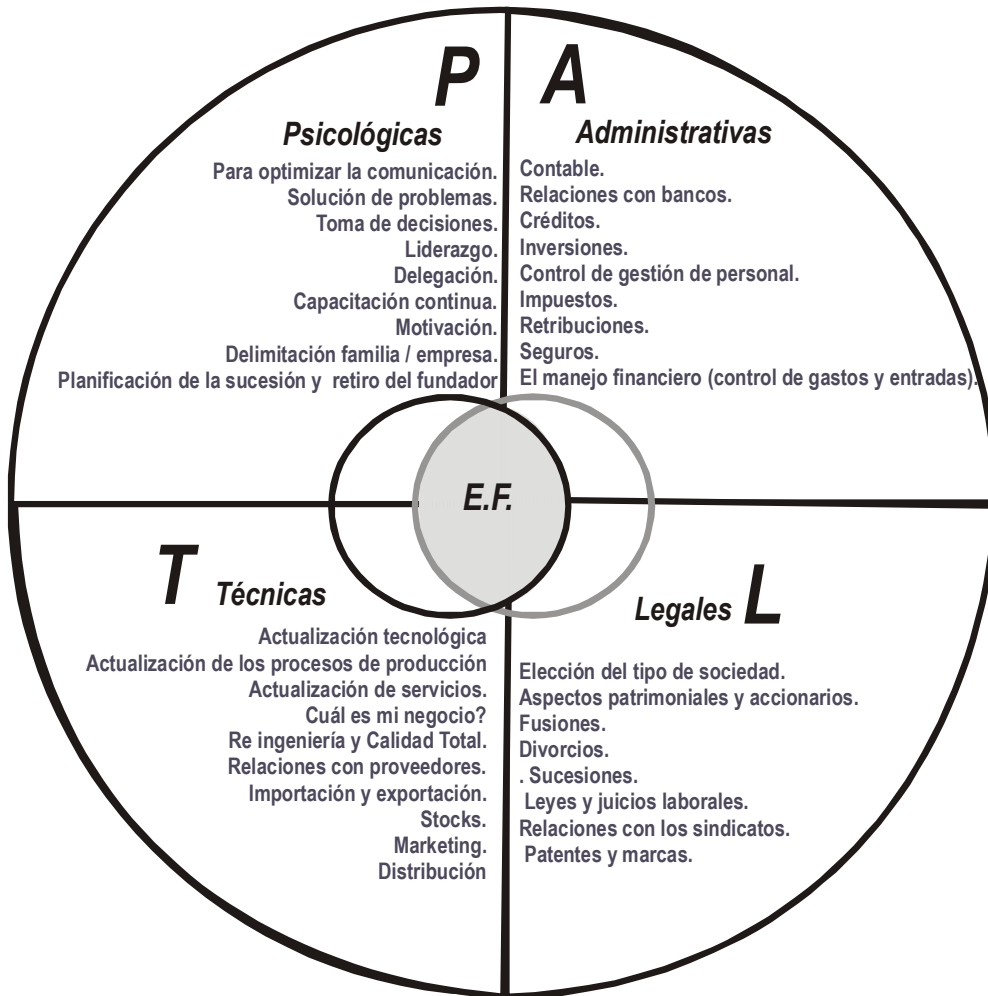 P
Psicológicas
Para optimizar la comunicación.
Solución de problemas.
Toma de decisiones.
Liderazgo.
Delegación.
Capacitación continua.
Motivación.
Delimitación familia / empresa.
Planificación de la sucesión y retiro del fundador
A
Administrativas
Contable.
Relaciones con bancos.
Créditos.
Inversiones.
Control de gestión de personal.
Impuestos.
Retribuciones.
Seguros.
El manejo financiero (control de gastos y entradas).
E.F.
T
Técnicas
Actualización tecnológica
Actualización de los procesos de producción
Actualización de servicios.
Cuál es mi negocio?
Re ingeniería y Calidad Total.
Relaciones con proveedores.
Importación y exportación.
Stocks.
Marketing.
Distribución
Legales L
Elección del tipo de sociedad.
Aspectos patrimoniales y accionarios.
Fusiones.
Divorcios.
. Sucesiones.
Leyes y juicios laborales.
Relaciones con los sindicatos.
Patentes y marcas.